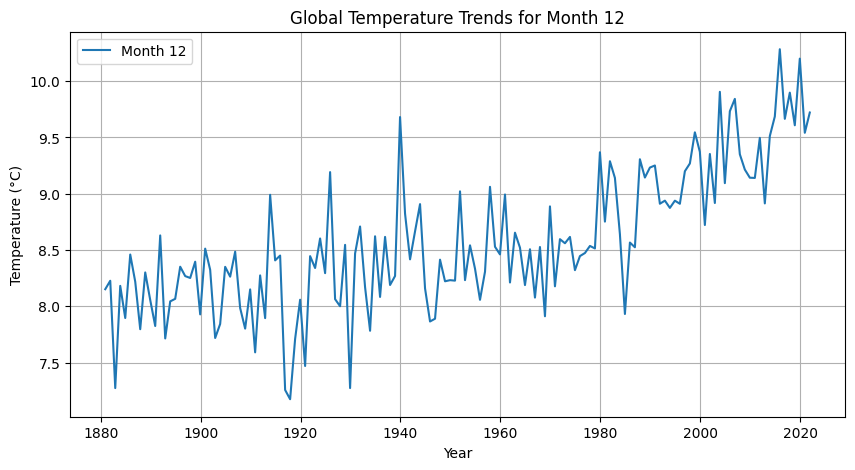 Global Temperature Trends for Month 12
Month 12
Temperature (°C)
10.0
9.5
9.0
8.5
8.0
7.5
1880 1900 1920 1940 1960 1980 2000 2020
Year